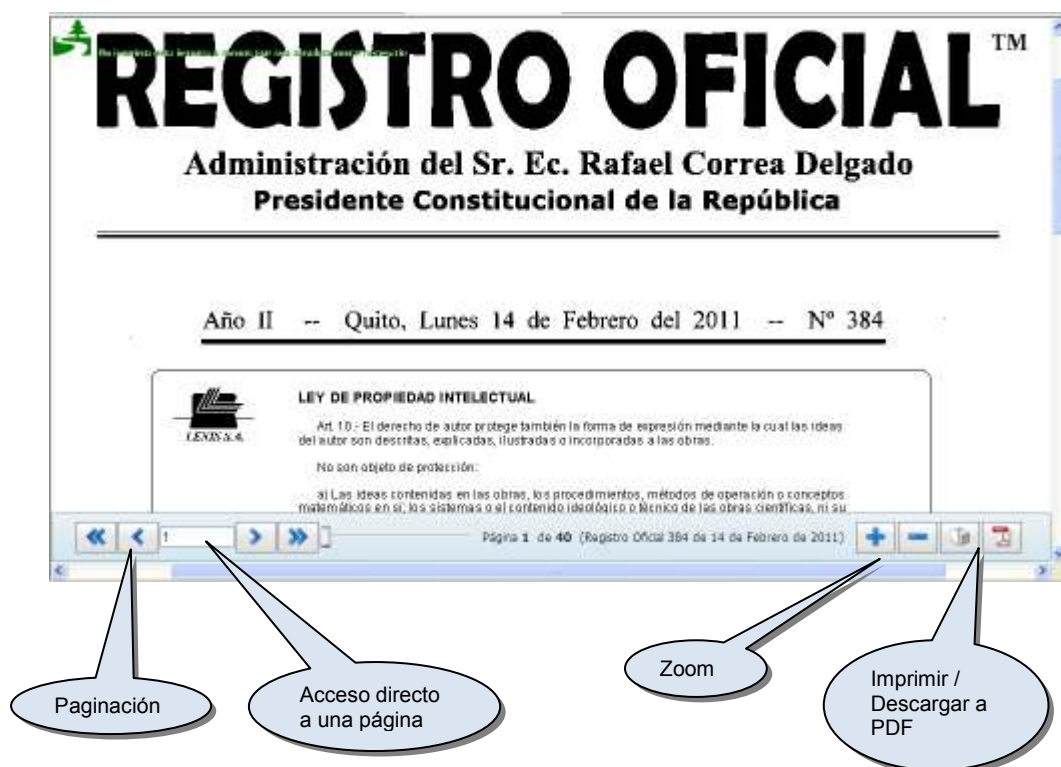 REGISTRO OFICIAL™
Administración del Sr. Ec. Rafael Correa Delgado
Presidente Constitucional de la República
Año II -- Quito, Lunes 14 de Febrero del 2011 -- Nº 384
LEXIS S.A.
LEY DE PROPIEDAD INTELECTUAL
Art. 10.- El derecho de autor protege también la forma de expresión mediante la cual las ideas
del autor son descritas, explicadas, ilustradas o incorporadas a las obras.
No son objeto de protección:
a) Las ideas contenidas en las obras, los procedimientos, métodos de operación o conceptos
matemáticos en sí; los sistemas o el contenido ideológico o técnico de las obras científicas, ni su
1
Página 1 de 40 (Registro Oficial 384 de 14 de Febrero de 2011)
Paginación
Acceso directo
a una página
Zoom
Imprimir /
Descargar a
PDF